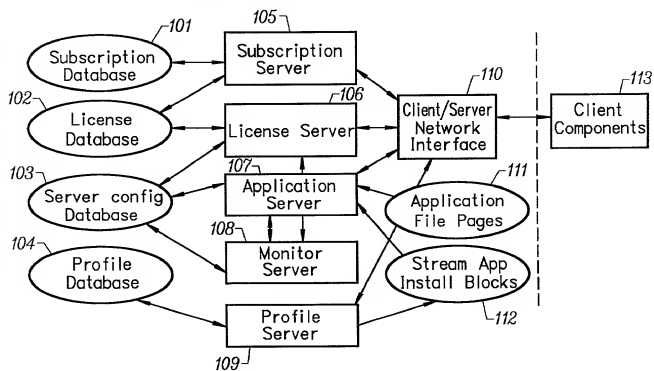 101
Subscription
Database
102
License
Database
103
Server config
Database
104
Profile
Database
105
Subscription
Server
106
License Server
107
Application
Server
108
Monitor
Server
Profile
Server
109
110
Client/Server
Network
Interface
111
Application
File Pages
Stream App
Install Blocks
112
113
Client
Components